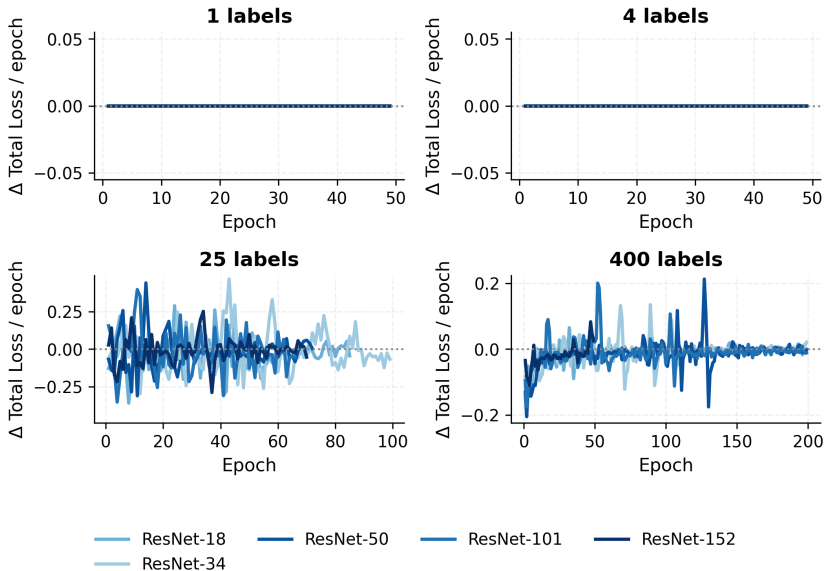 1 labels
4 labels
Δ Total Loss / epoch
0.05
0.00
−0.05
0 10 20 30 40 50
Epoch
Δ Total Loss / epoch
0.05
0.00
−0.05
0 10 20 30 40 50
Epoch
25 labels
400 labels
Δ Total Loss / epoch
0.25
0.00
−0.25
0 20 40 60 80 100
Epoch
Δ Total Loss / epoch
0.2
0.0
−0.2
0 50 100 150 200
Epoch
ResNet-18 ResNet-50 ResNet-101 ResNet-152
ResNet-34